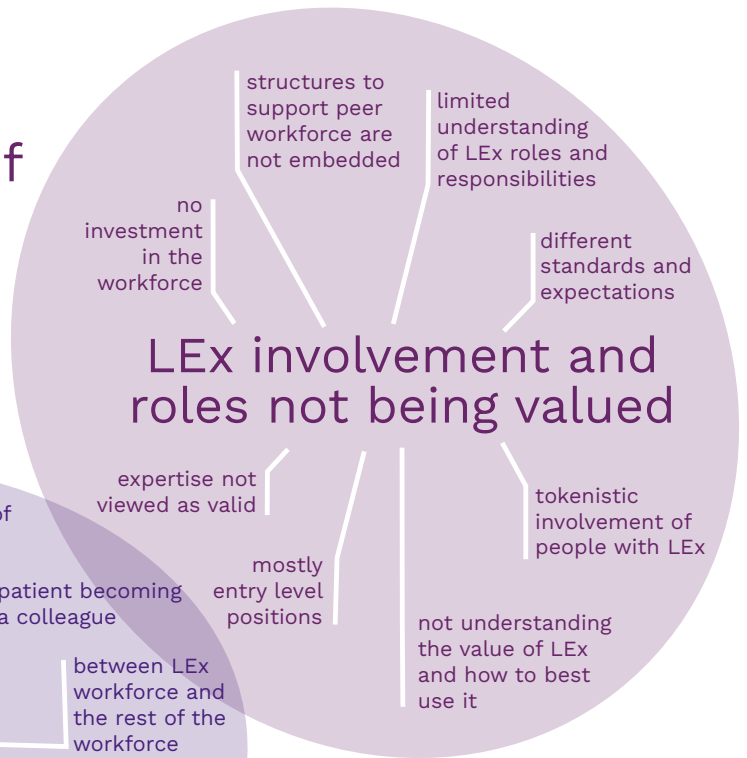 f
structures to
support peer
workforce are
not embedded
limited
understanding
of LEx roles and
responsibilities
no
investment
in the
workforce
different
standards and
expectations
LEx involvement and
roles not being valued
expertise not
viewed as valid
mostly
entry level
positions
not understanding
the value of LEx
and how to best
use it
tokenistic
involvement of
people with LEx
of
patient becoming
a colleague
between LEx
workforce and
the rest of the
workforce